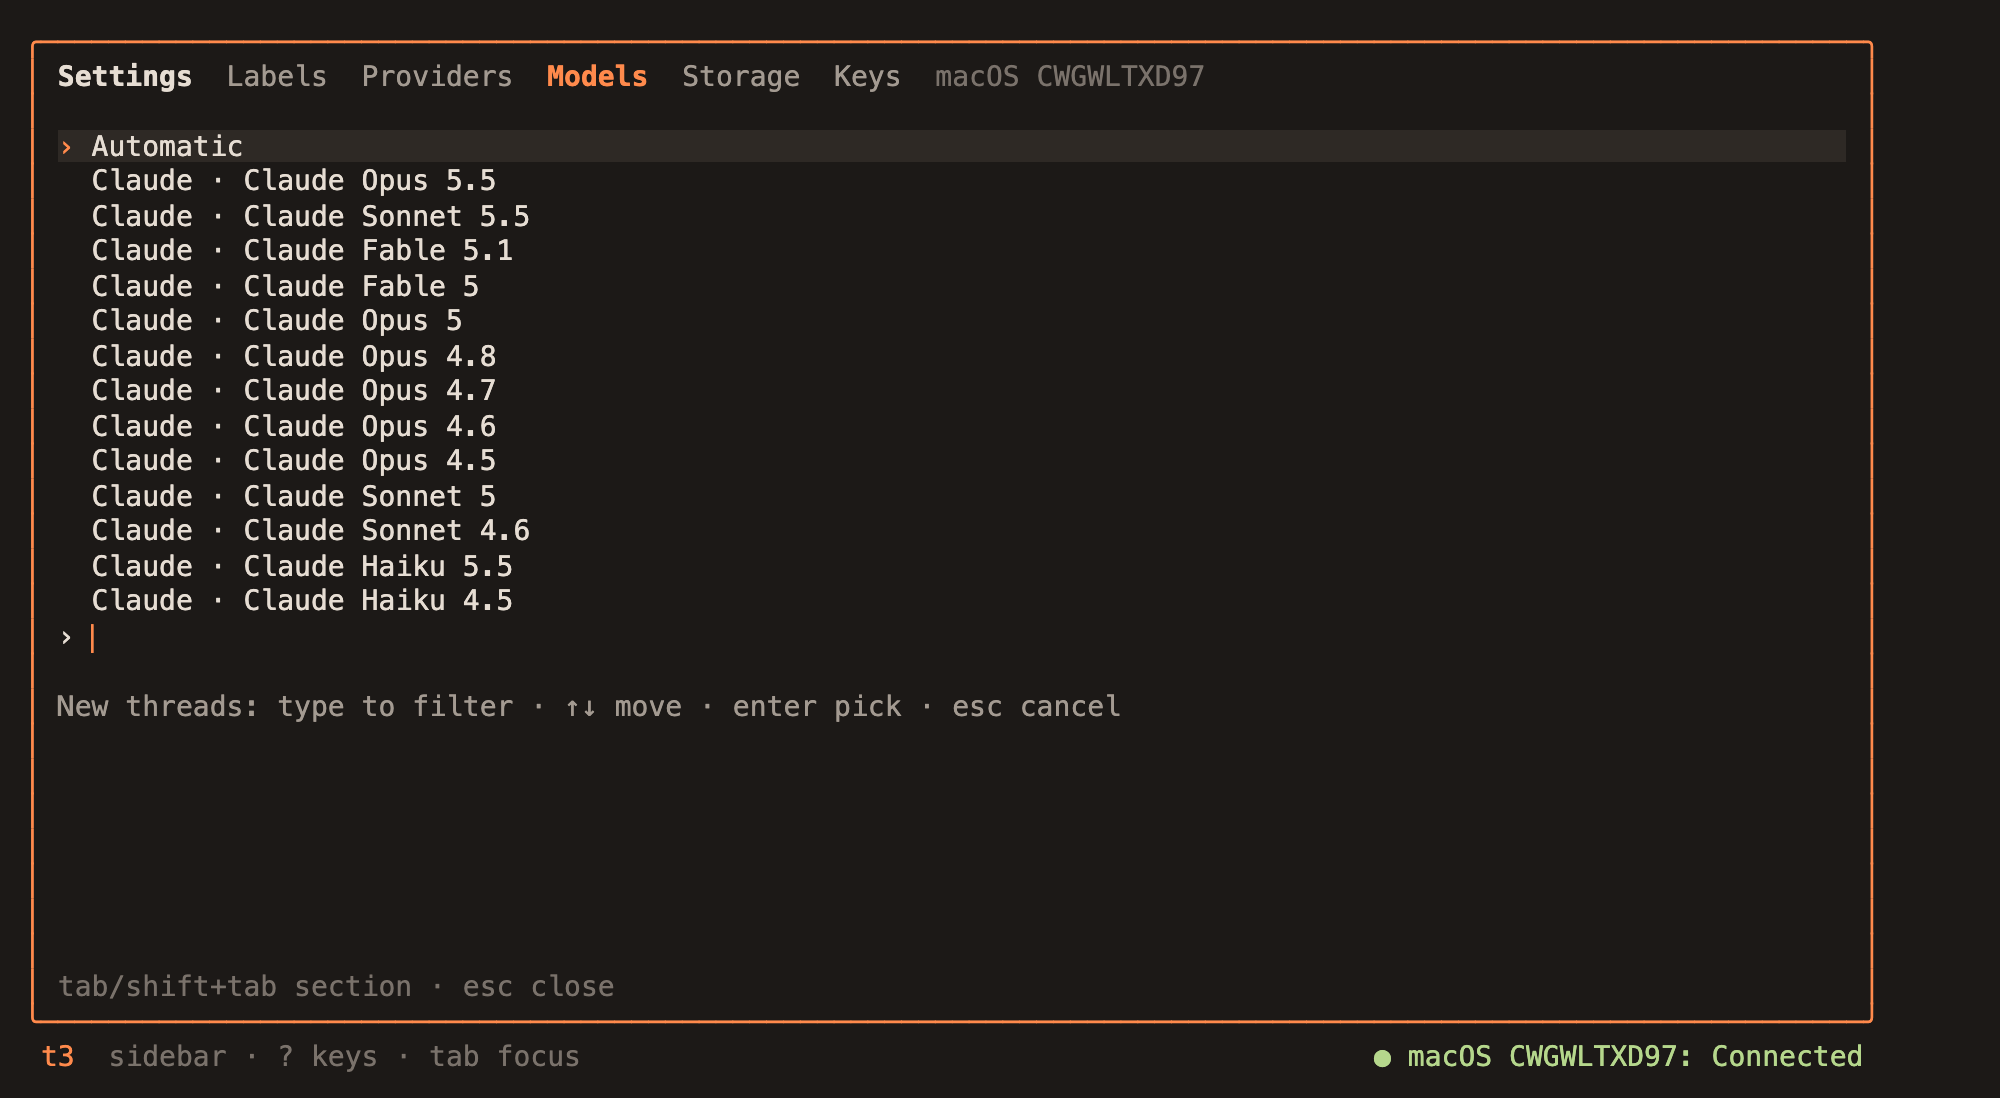 Settings Labels Providers Models Storage Keys macOS CWGWLTXD97
› Automatic
Claude · Claude Opus 5.5
Claude · Claude Sonnet 5.5
Claude · Claude Fable 5.1
Claude · Claude Fable 5
Claude · Claude Opus 5
Claude · Claude Opus 4.8
Claude · Claude Opus 4.7
Claude · Claude Opus 4.6
Claude · Claude Opus 4.5
Claude · Claude Sonnet 5
Claude · Claude Sonnet 4.6
Claude · Claude Haiku 5.5
Claude · Claude Haiku 4.5
›
New threads: type to filter · ↑↓ move · enter pick · esc cancel
tab/shift+tab section · esc close
t3 sidebar · ? keys · tab focus ● macOS CWGWLTXD97: Connected